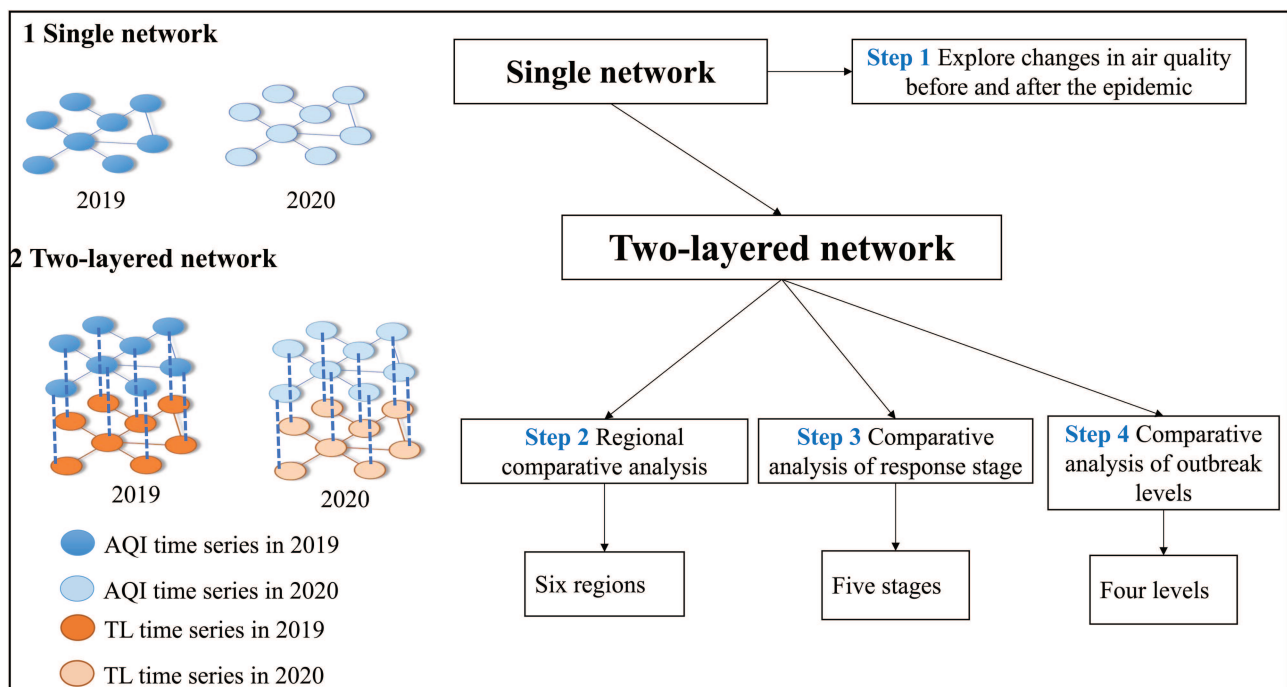 1 Single network
2019
2020
2 Two-layered network
2019
2020
AQI time series in 2019
AQI time series in 2020
TL time series in 2019
TL time series in 2020
Single network
Step 1 Explore changes in air quality
before and after the epidemic
Two-layered network
Step 2 Regional
comparative analysis
Step 3 Comparative
analysis of response stage
Step 4 Comparative
analysis of outbreak
levels
Six regions
Five stages
Four levels